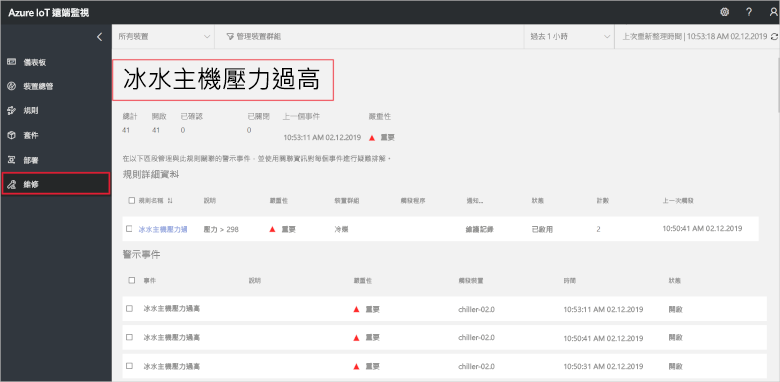 Azure IoT 遠端監視
?
所有裝置
管理裝置群組
過去 1 小時
上次重新整理時間 | 10:53:18 AM 02.12.2019
儀表板
裝置總管
規則
套件
部署
維修
冰水主機壓力過高
總計 開啟 已確認 已關閉 上一個事件 嚴重性
41 41 0 0 10:53:11 AM 02.12.2019 重要
在以下區段管理與此規則關聯的警示事件，並使用關聯資訊對每個事件進行疑難排解。
規則詳細資料
規則名稱 說明 嚴重性 裝置群組 觸發程序 通知... 狀態 計數 上一次觸發
冰水主機壓力過 壓力 > 298 重要 冷卻 維護記錄 已啟用 2 10:50:41 AM 02.12.2019
警示事件
事件 說明 嚴重性 觸發裝置 時間 狀態
冰水主機壓力過高 重要 chiller-02.0 10:53:11 AM 02.12.2019 開啟
冰水主機壓力過高 重要 chiller-02.0 10:50:41 AM 02.12.2019 開啟
冰水主機壓力過高 重要 chiller-02.0 10:50:31 AM 02.12.2019 開啟